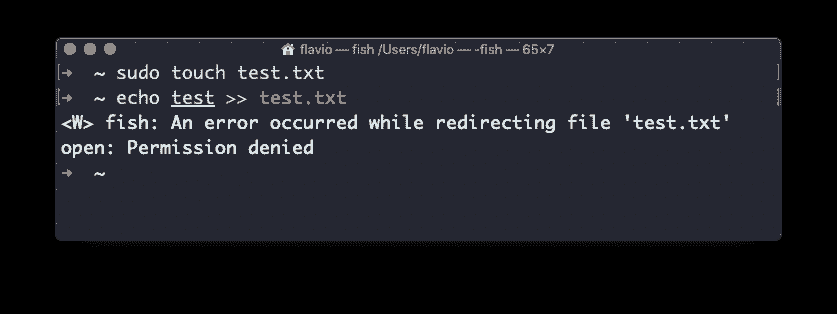 flavio — fish /Users/flavio — -fish — 65×7
[➜  ~ sudo touch test.txt ]
[➜  ~ echo test >> test.txt ]
<W> fish: An error occurred while redirecting file 'test.txt'
open: Permission denied
➜  ~